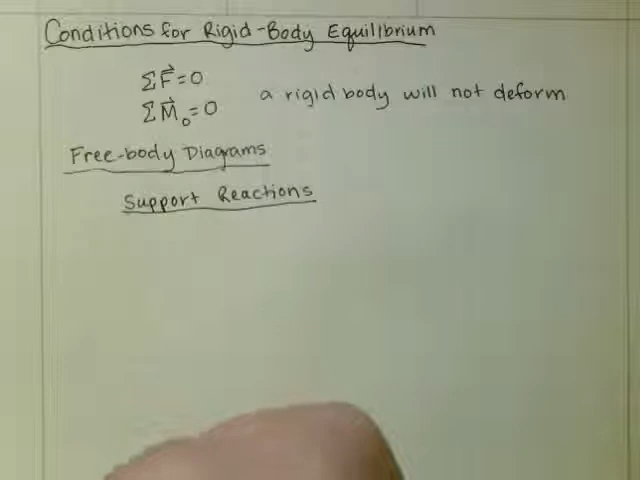 Conditions for Rigid-Body Equilibrium
ΣF⃗=0
ΣM⃗₀=0 a rigid body will not deform
Free-body Diagrams
Support Reactions